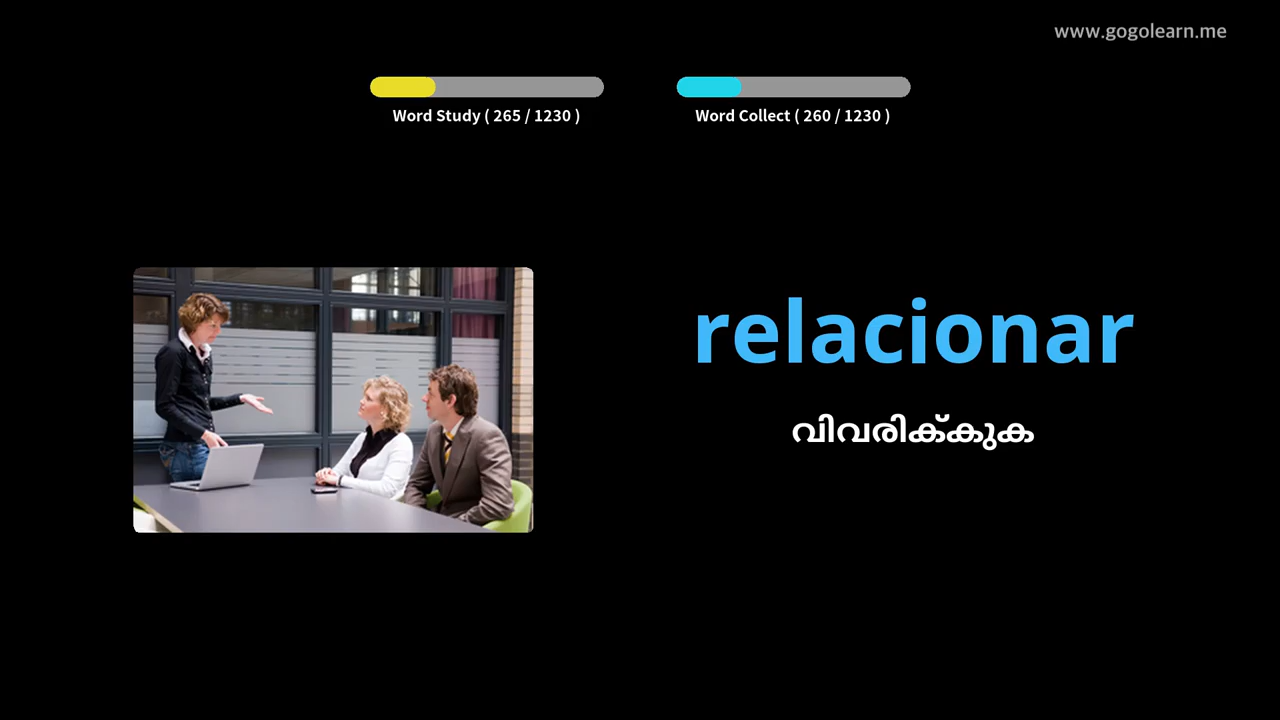 www.gogolearn.me
Word Study ( 265 / 1230 )
Word Collect ( 260 / 1230 )
relacionar
വിവരിക്കുക